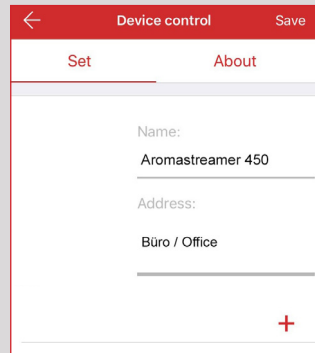 Device control Save
Set About
Name:
Aromastreamer 450
Address:
Büro / Office
+